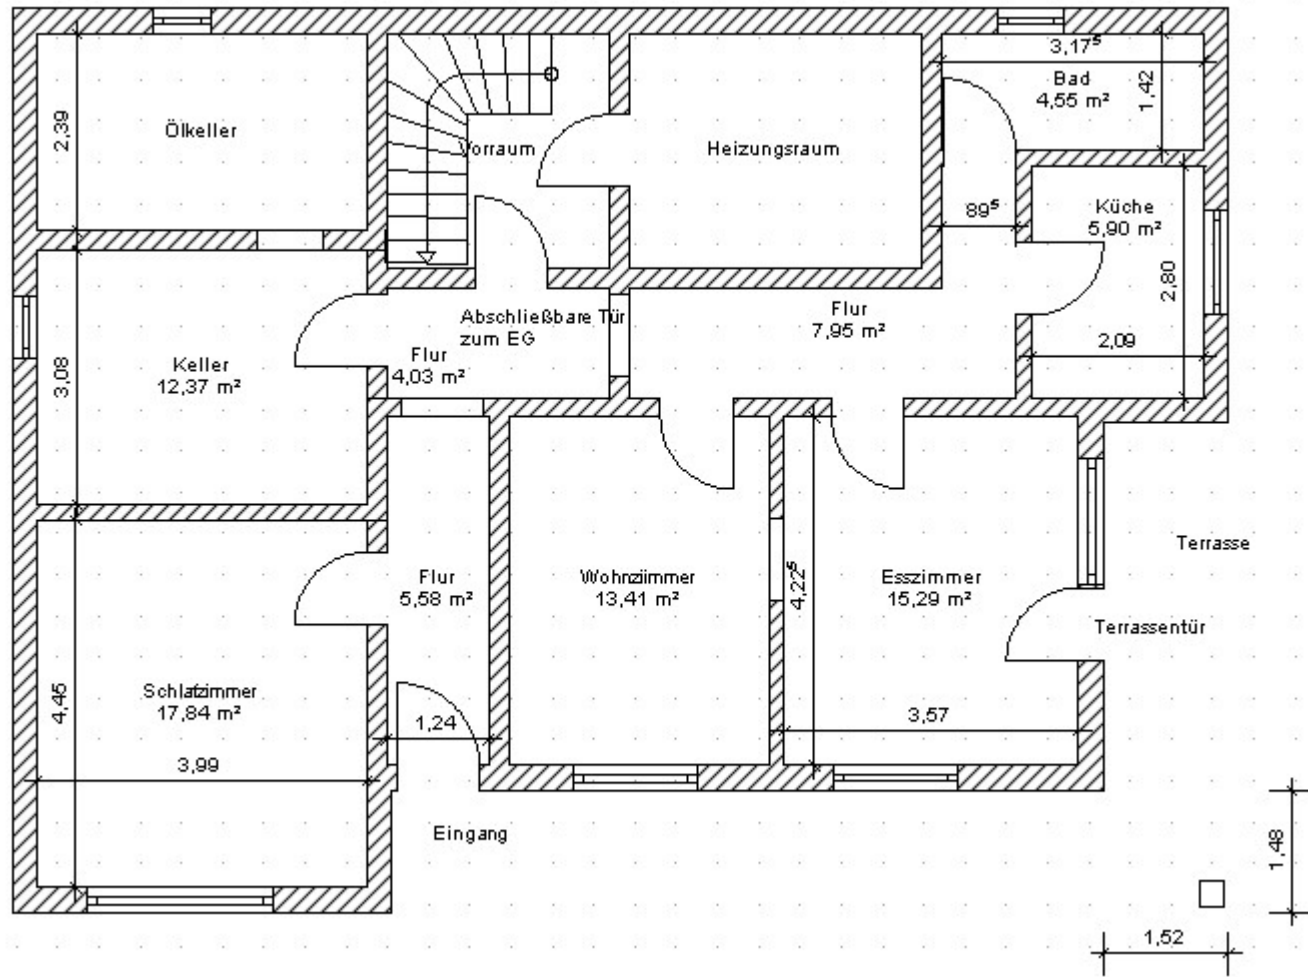 3,17⁵
Bad
4,55 m²
1,42
2,39
Ölkeller
Vorraum
Heizungsraum
89⁵
Küche
5,90 m²
2,80
2,09
Abschließbare Tür
zum EG
Flur
7,95 m²
Flur
4,03 m²
3,08
Keller
12,37 m²
Terrasse
Flur
5,58 m²
Wohnzimmer
13,41 m²
4,22⁵
Esszimmer
15,29 m²
Terrassentür
4,45
Schlafzimmer
17,84 m²
1,24
3,57
3,99
Eingang
1,48
1,52